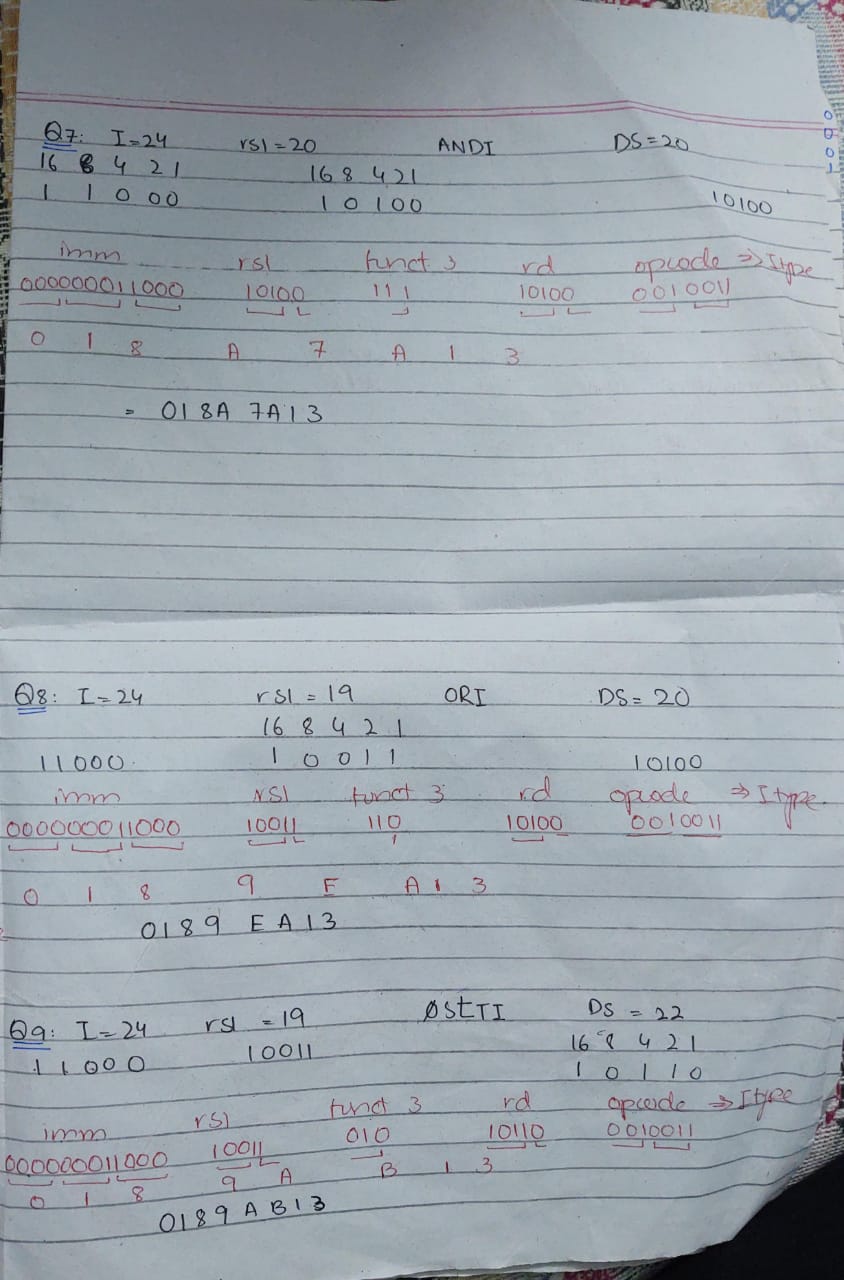 Q7: I=24 rs1=20 ANDI DS=20
16 8 4 2 1 16 8 4 2 1
1 1 0 0 0 1 0 1 0 0 10100
imm rs1 funct 3 rd opcode ⇒ I type
000000011000 10100 111 10100 0010011
0 1 8 A 7 A 1 3
= 018A 7A13
Q8: I=24 rs1=19 ORI DS=20
16 8 4 2 1
11000 1 0 0 1 1 10100
imm rs1 funct 3 rd opcode ⇒ I type.
000000011000 10011 110 10100 0010011
0 1 8 9 E A 1 3
0189 EA13
Q9: I=24 rs1=19 DS=22
11000 10011 16 8 4 2 1
1 0 1 1 0
imm rs1 funct 3 rd opcode ⇒ I type
000000011000 10011 010 10110 0010011
0 1 8 9 A B 1 3
0189AB13